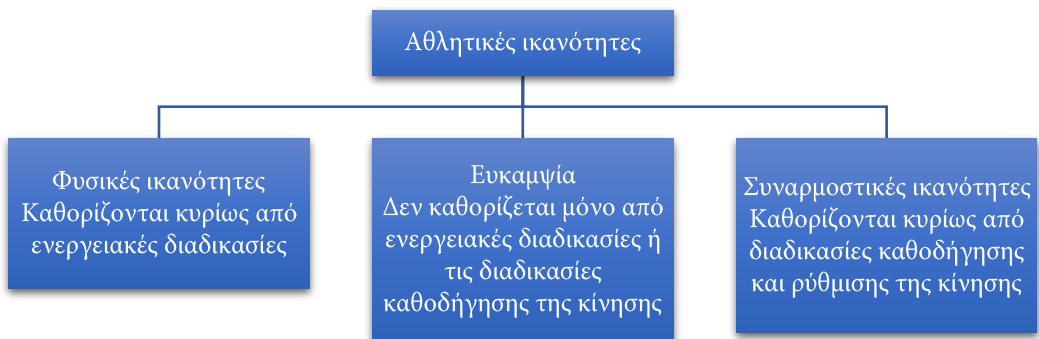 Αθλητικές ικανότητες
Φυσικές ικανότητες
Καθορίζονται κυρίως από
ενεργειακές διαδικασίες
Ευκαμψία
Δεν καθορίζεται μόνο από
ενεργειακές διαδικασίες ή
τις διαδικασίες
καθοδήγησης της κίνησης
Συναρμοστικές ικανότητες
Καθορίζονται κυρίως από
διαδικασίες καθοδήγησης
και ρύθμισης της κίνησης